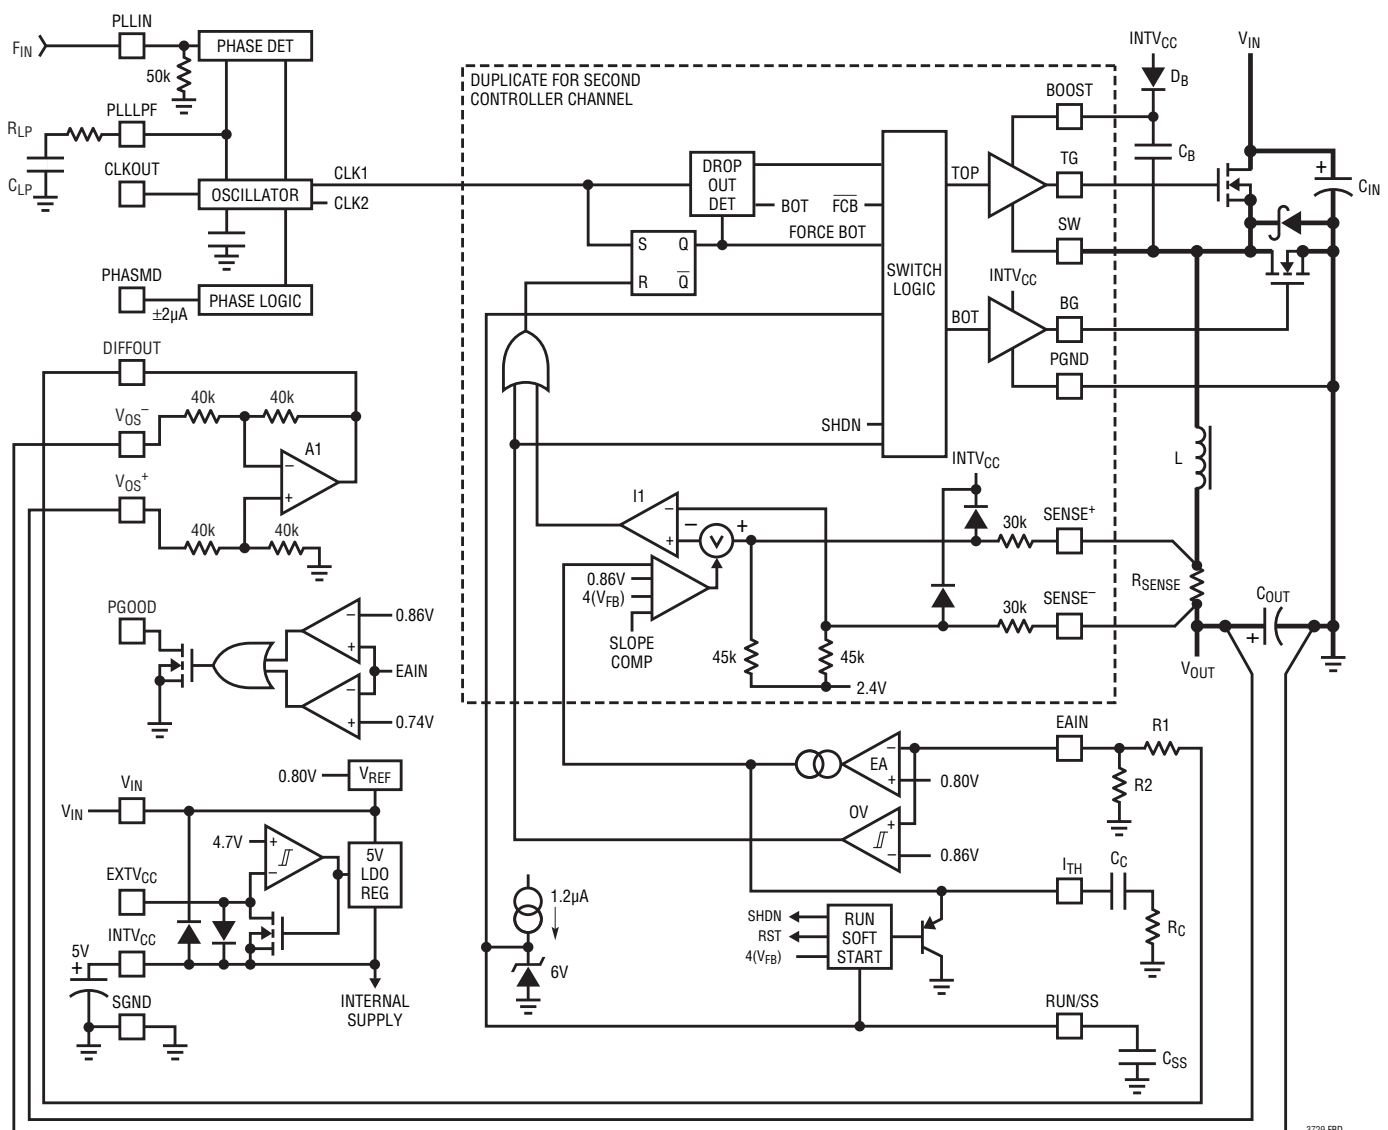 PLLIN
F_IN
PHASE DET
50k
PLLLPF
R_LP
CLKOUT
C_LP
OSCILLATOR
CLK1
CLK2
PHASMD
±2µA
PHASE LOGIC
DUPLICATE FOR SECOND
CONTROLLER CHANNEL
DROP
OUT
DET
BOT
FCB
FORCE BOT
S
Q
R
Q
SWITCH
LOGIC
TOP
BOT
SHDN
INTV_CC
D_B
V_IN
BOOST
C_B
TG
+
C_IN
SW
INTV_CC
BG
PGND
DIFFOUT
V_OS^–
40k
40k
A1
–
+
V_OS^+
40k
40k
PGOOD
–
0.86V
+
EAIN
–
+
0.74V
I1
–
+
–
V
+
0.86V
4(V_FB)
SLOPE
COMP
45k
45k
2.4V
INTV_CC
30k
SENSE^+
30k
SENSE^–
L
R_SENSE
C_OUT
+
V_OUT
EAIN
R1
R2
EA
–
+
0.80V
OV
+
–
0.86V
0.80V
V_REF
V_IN
V_IN
4.7V
+
–
5V
LDO
REG
EXTV_CC
INTV_CC
5V
+
SGND
INTERNAL
SUPPLY
1.2µA
6V
I_TH
C_C
R_C
SHDN
RST
4(V_FB)
RUN
SOFT
START
RUN/SS
C_SS
3729 FBD